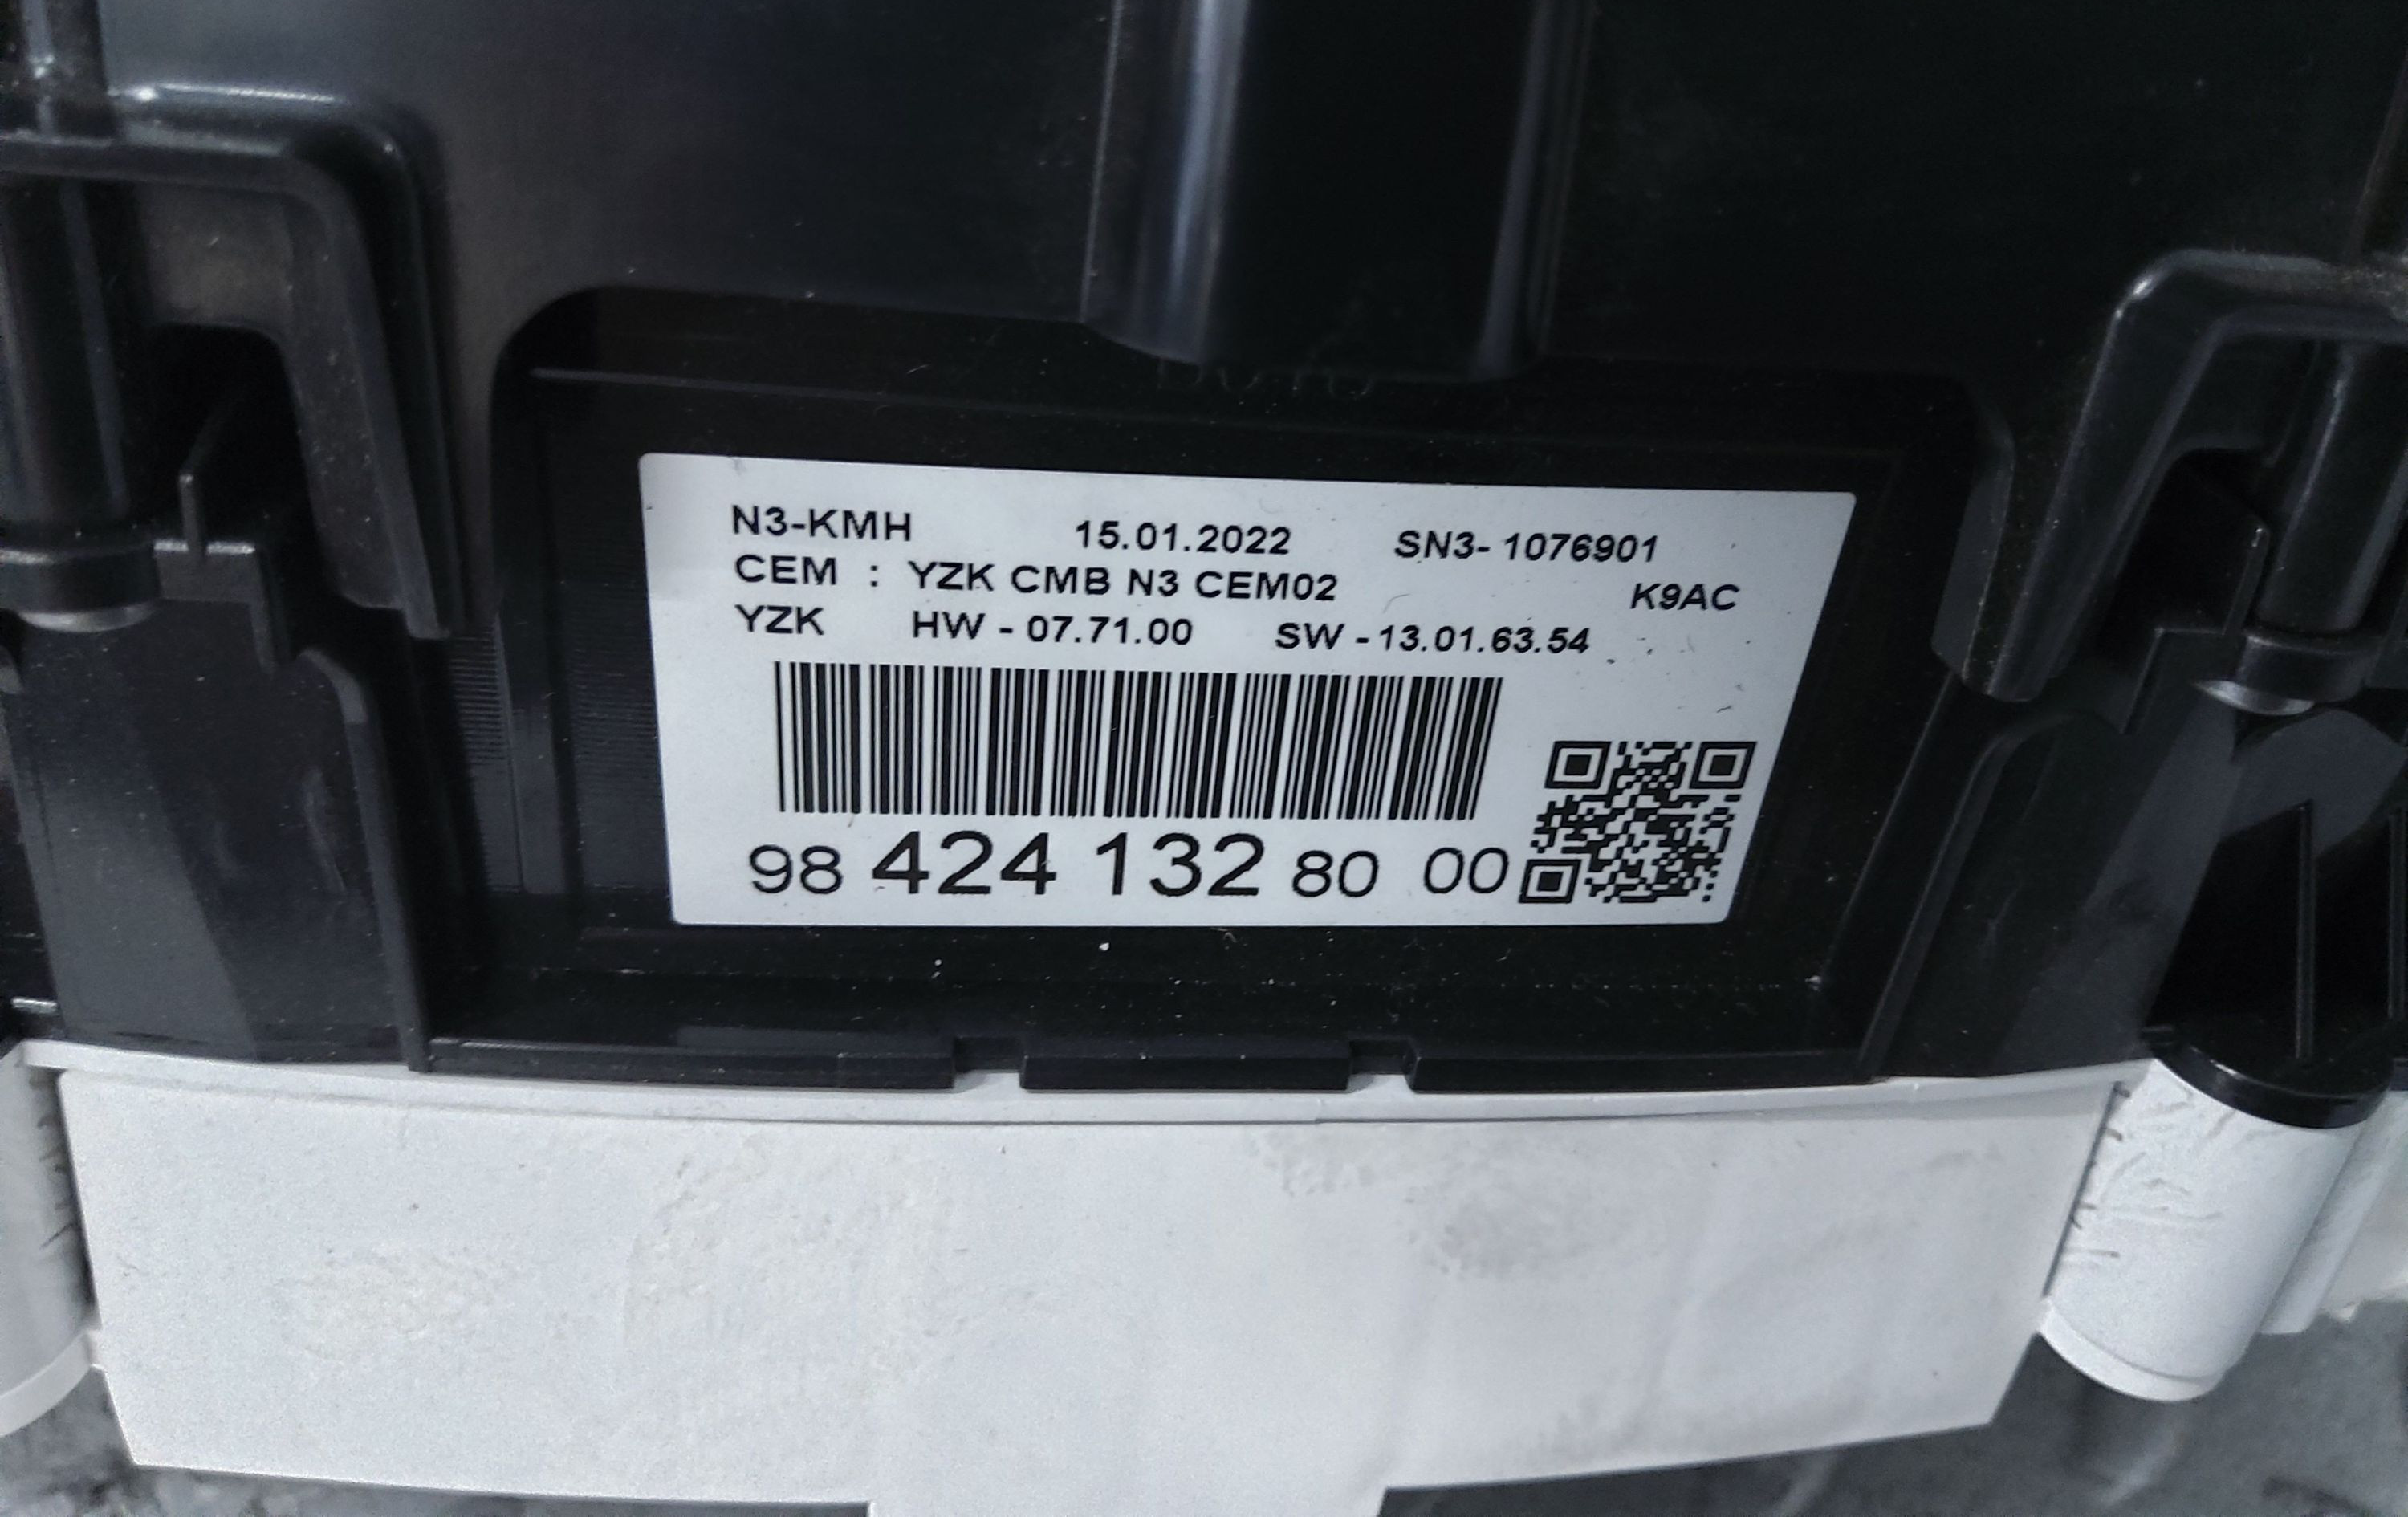 N3-KMH 15.01.2022 SN3- 1076901
CEM : YZK CMB N3 CEM02 K9AC
YZK HW - 07.71.00 SW - 13.01.63.54
98 424 132 80 00